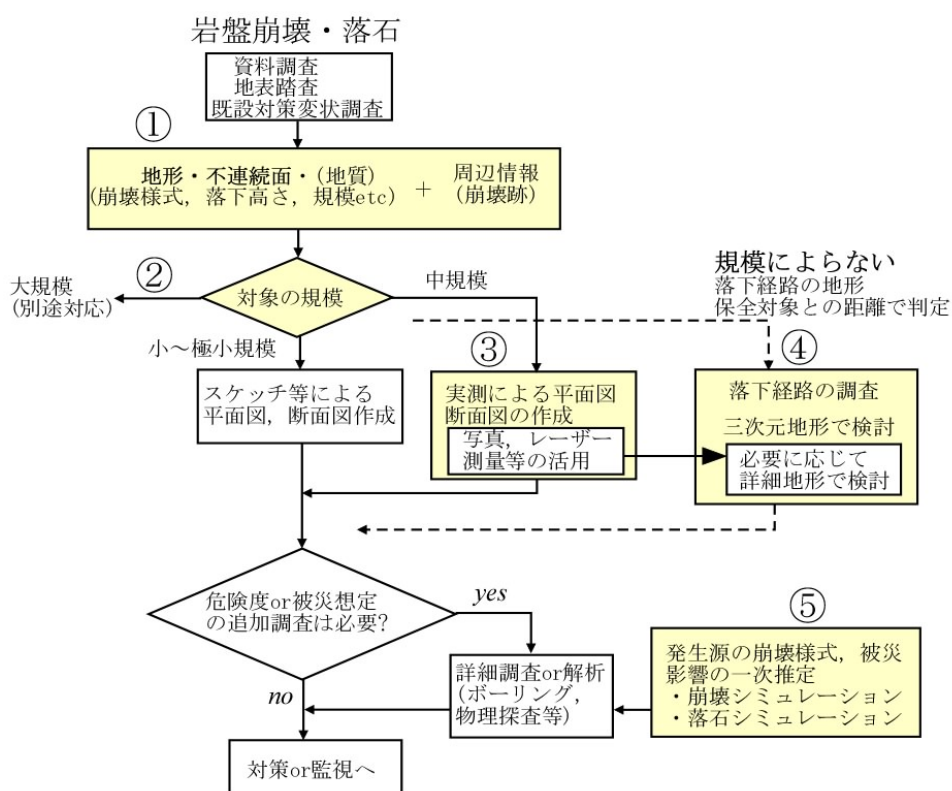 岩盤崩壊・落石
資料調査
地表踏査
既設対策変状調査
①
地形・不連続面・(地質)
(崩壊様式, 落下高さ, 規模etc)
+
周辺情報
(崩壊跡)
②
対象の規模
大規模
(別途対応)
中規模
小～極小規模
規模によらない
落下経路の地形
保全対象との距離で判定
スケッチ等による
平面図, 断面図作成
③
実測による平面図
断面図の作成
写真, レーザー
測量等の活用
④
落下経路の調査
三次元地形で検討
必要に応じて
詳細地形で検討
危険度or被災想定
の追加調査は必要?
yes
no
詳細調査or解析
(ボーリング,
物理探査等)
⑤
発生源の崩壊様式, 被災
影響の一次推定
・崩壊シミュレーション
・落石シミュレーション
対策or監視へ